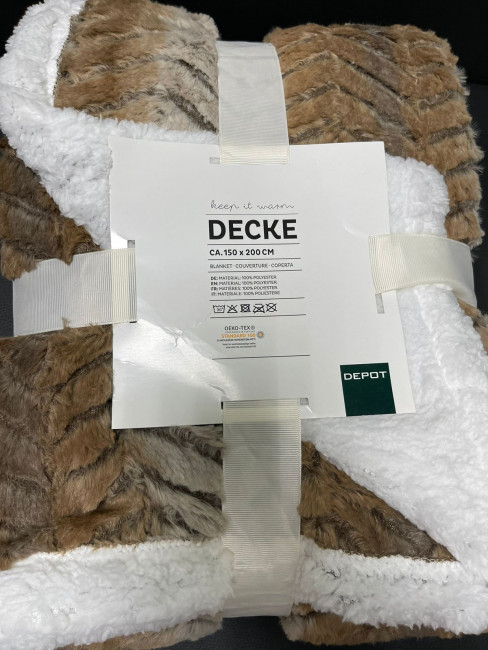 keep it warm
DECKE
CA. 150 x 200 CM
BLANKET · COUVERTURE · COPERTA
DE: MATERIAL: 100% POLYESTER
EN: MATERIAL: 100% POLYESTER
FR: MATIÈRES: 100% POLYESTER
IT: MATERIALE: 100% POLIESTERE
OEKO-TEX®
STANDARD 100
DEPOT